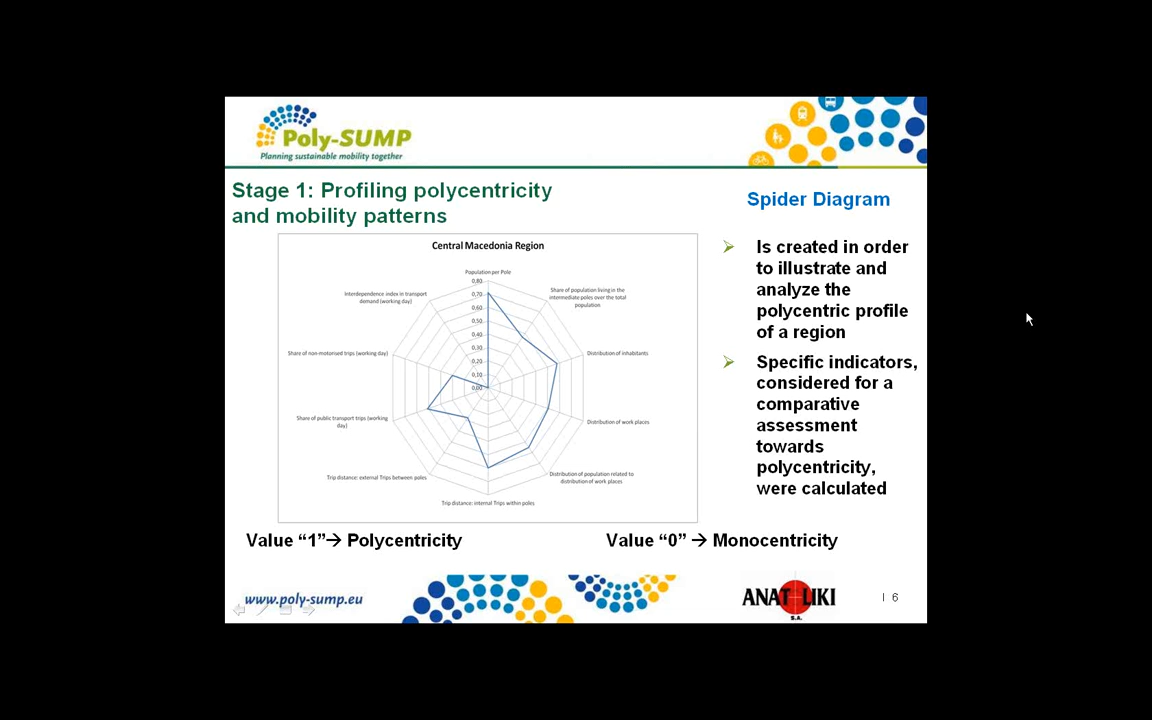 Poly-SUMP
Planning sustainable mobility together
Stage 1: Profiling polycentricity
and mobility patterns
Spider Diagram
Central Macedonia Region
Population per Pole
0,80
0,70
0,60
0,50
0,40
0,30
0,20
0,10
0,00
Share of population living in the
intermediate poles over the total
population
Distribution of inhabitants
Distribution of work places
Distribution of population related to
distribution of work places
Trip distance: internal Trips within poles
Trip distance: external Trips between poles
Share of public transport trips (working
day)
Share of non-motorised trips (working day)
Interdependence index in transport
demand (working day)
Is created in order
to illustrate and
analyze the
polycentric profile
of a region
Specific indicators,
considered for a
comparative
assessment
towards
polycentricity,
were calculated
Value “1”→ Polycentricity
Value “0” → Monocentricity
www.poly-sump.eu
ANATOLIKI
S.A.
| 6